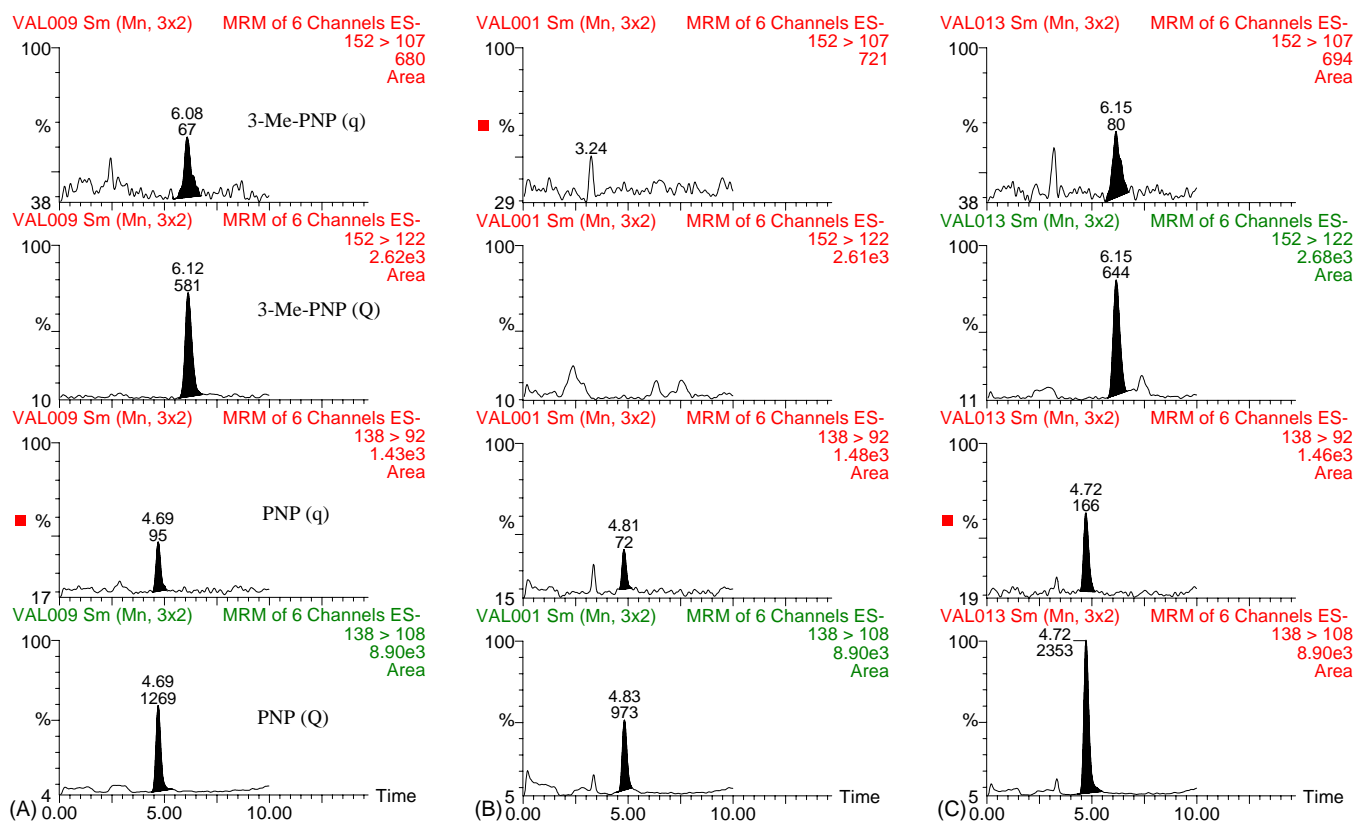 VAL009 Sm (Mn, 3x2) MRM of 6 Channels ES-
152 > 107
680
Area
100
%
38
6.08
67
3-Me-PNP (q)
VAL009 Sm (Mn, 3x2) MRM of 6 Channels ES-
152 > 122
2.62e3
Area
100
%
10
6.12
581
3-Me-PNP (Q)
VAL009 Sm (Mn, 3x2) MRM of 6 Channels ES-
138 > 92
1.43e3
Area
100
%
17
4.69
95
PNP (q)
VAL009 Sm (Mn, 3x2) MRM of 6 Channels ES-
138 > 108
8.90e3
Area
100
%
4
4.69
1269
PNP (Q)
Time
(A) 0.00 5.00 10.00
VAL001 Sm (Mn, 3x2) MRM of 6 Channels ES-
152 > 107
721
100
%
29
3.24
VAL001 Sm (Mn, 3x2) MRM of 6 Channels ES-
152 > 122
2.61e3
100
%
10
VAL001 Sm (Mn, 3x2) MRM of 6 Channels ES-
138 > 92
1.48e3
Area
100
%
15
4.81
72
VAL001 Sm (Mn, 3x2) MRM of 6 Channels ES-
138 > 108
8.90e3
Area
100
%
5
4.83
973
Time
(B) 0.00 5.00 10.00
VAL013 Sm (Mn, 3x2) MRM of 6 Channels ES-
152 > 107
694
Area
100
%
38
6.15
80
VAL013 Sm (Mn, 3x2) MRM of 6 Channels ES-
152 > 122
2.68e3
Area
100
%
11
6.15
644
VAL013 Sm (Mn, 3x2) MRM of 6 Channels ES-
138 > 92
1.46e3
Area
100
%
19
4.72
166
VAL013 Sm (Mn, 3x2) MRM of 6 Channels ES-
138 > 108
8.90e3
Area
100
%
5
4.72
2353
Time
(C) 0.00 5.00 10.00